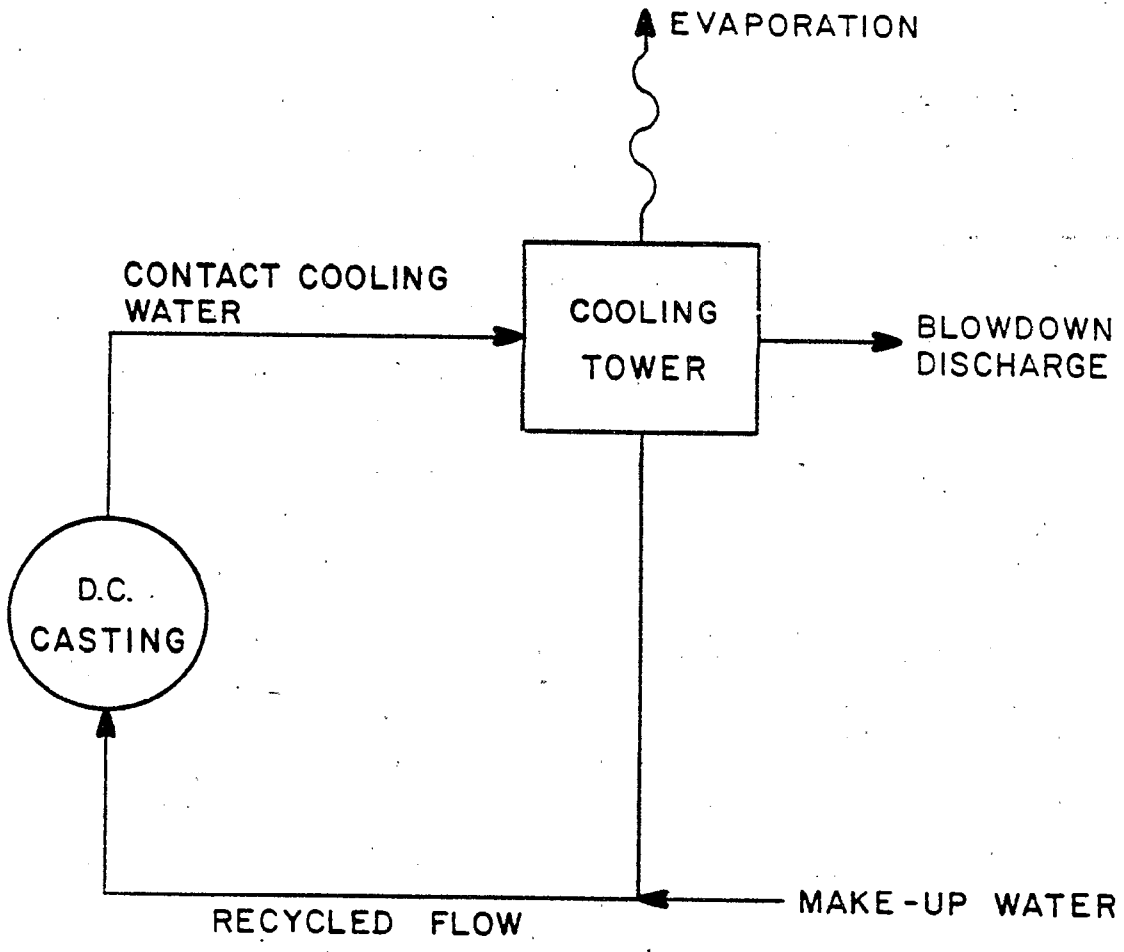 EVAPORATION
CONTACT COOLING
WATER
COOLING
TOWER
BLOWDOWN
DISCHARGE
D.C.
CASTING
RECYCLED FLOW
MAKE-UP WATER